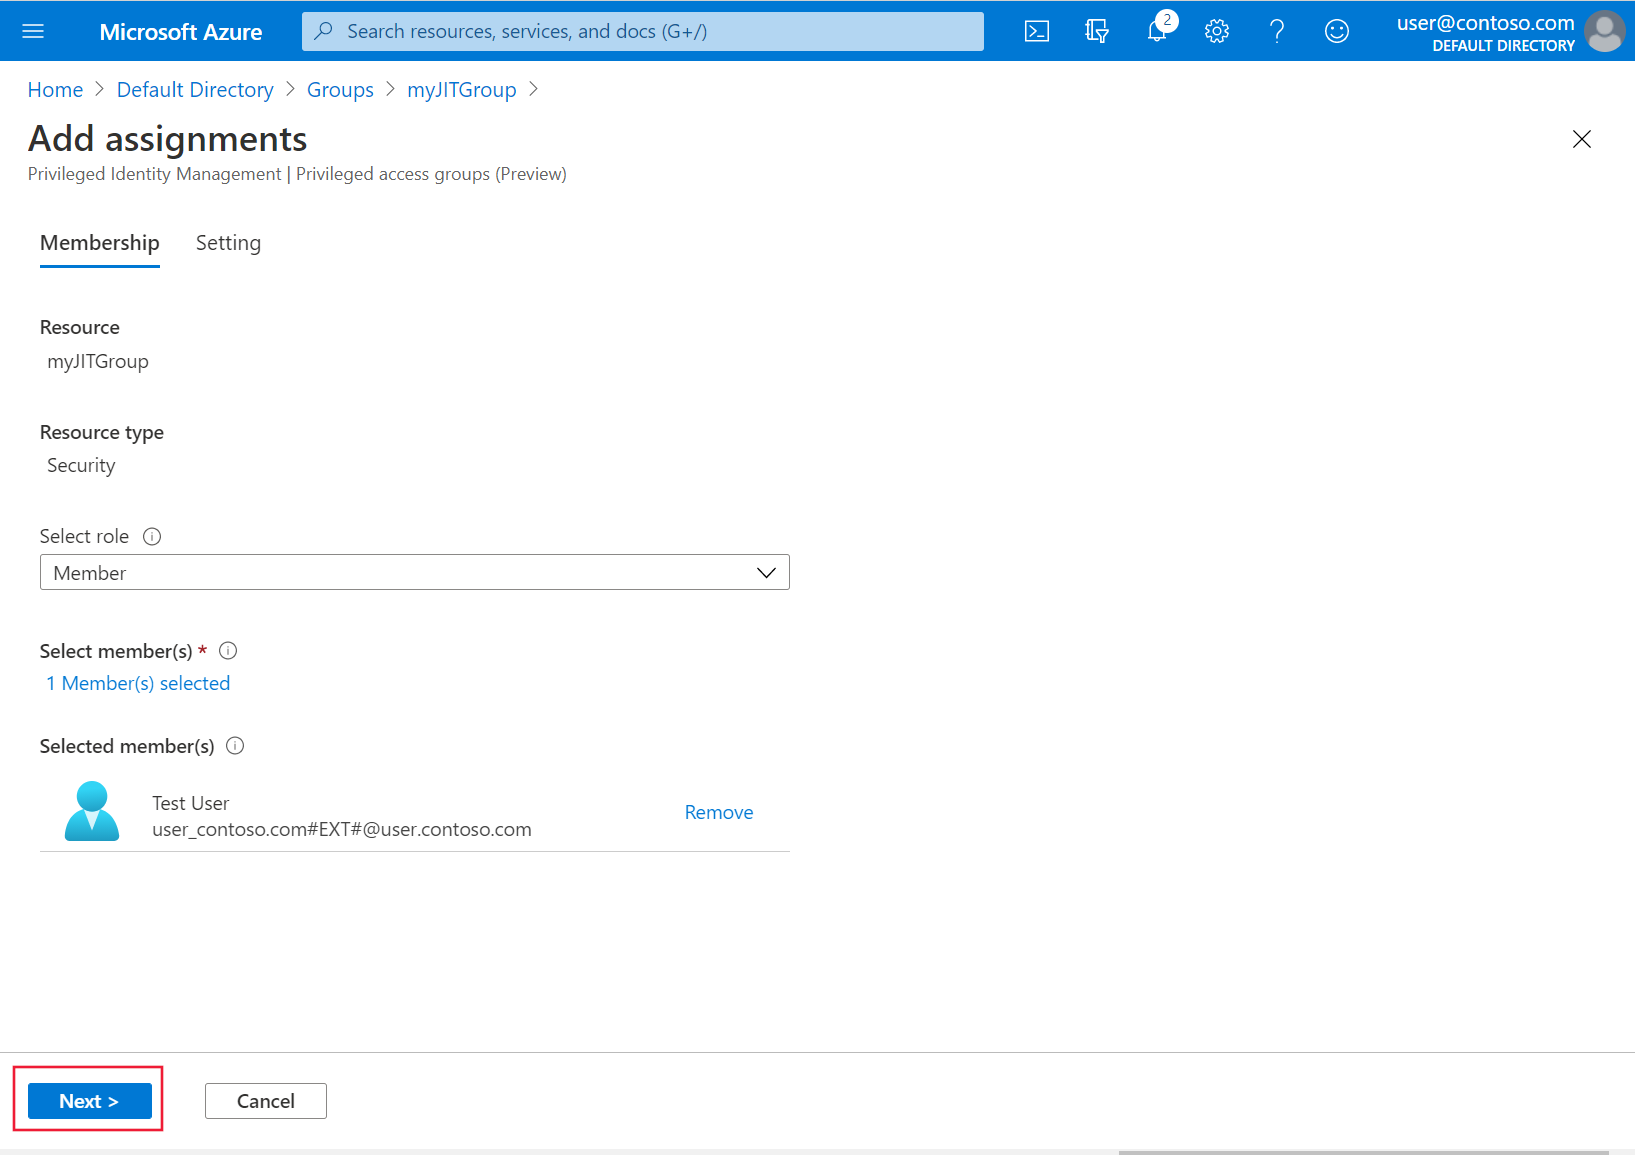 Microsoft Azure
Search resources, services, and docs (G+/)
2
user@contoso.com
DEFAULT DIRECTORY
Home > Default Directory > Groups > myJITGroup >
Add assignments
Privileged Identity Management | Privileged access groups (Preview)
Membership Setting
Resource
myJITGroup
Resource type
Security
Select role
Member
Select member(s) *
1 Member(s) selected
Selected member(s)
Test User
user_contoso.com#EXT#@user.contoso.com
Remove
Next > Cancel